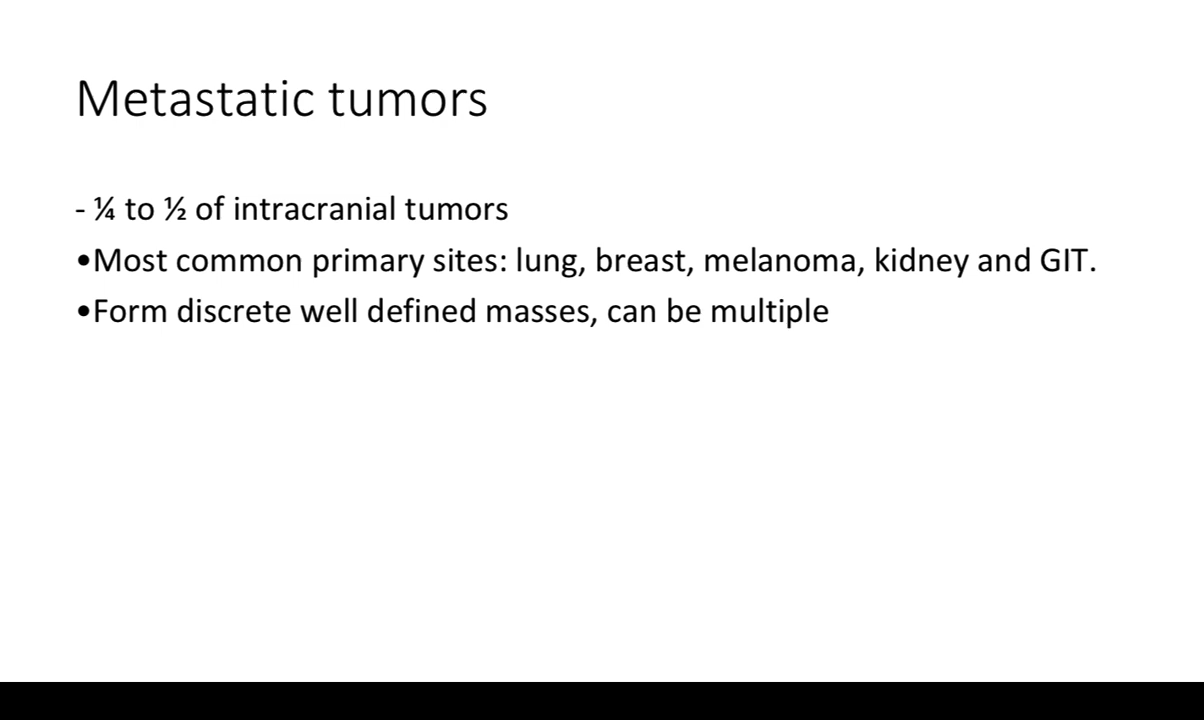 Metastatic tumors
- ¼ to ½ of intracranial tumors
•Most common primary sites: lung, breast, melanoma, kidney and GIT.
•Form discrete well defined masses, can be multiple